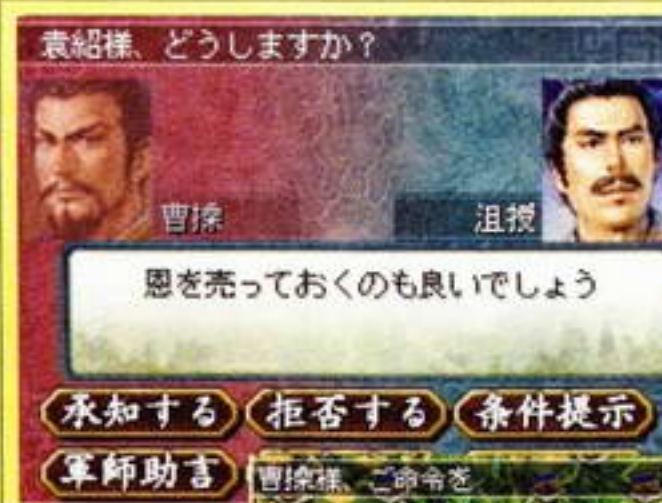 袁紹様、どうしますか？
曹操
沮授
恩を売っておくのも良いでしょう
承知する 拒否する 条件提示
軍師助言
曹操様、ご命令を